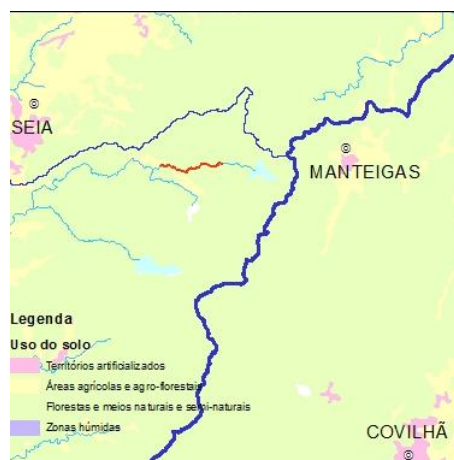 SEIA
MANTEIGAS
Legenda
Uso do solo
Territórios artificializados
Áreas agrícolas e agro-florestais
Florestas e meios naturais e semi-naturais
Zonas húmidas
COVILHÃ